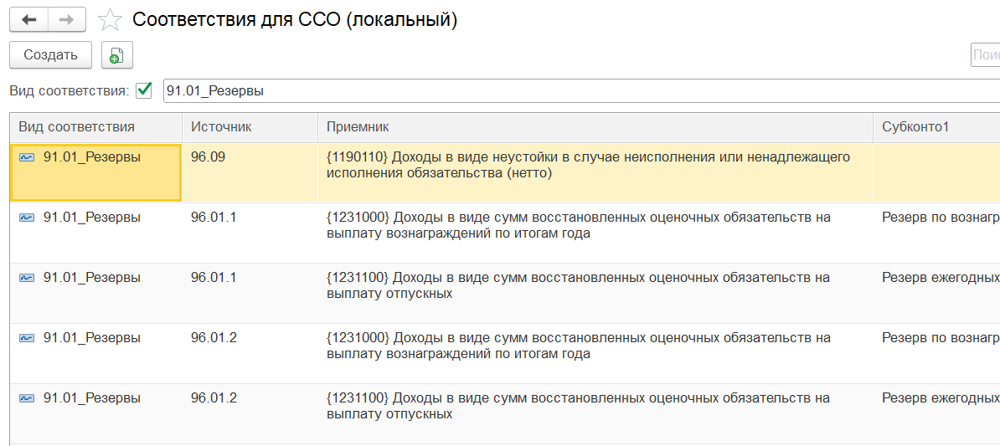 Соответствия для ССО (локальный)
Создать
Вид соответствия: 91.01_Резервы
Вид соответствия Источник Приемник Субконто1
91.01_Резервы 96.09 {1190110} Доходы в виде неустойки в случае неисполнения или ненадлежащего
исполнения обязательства (нетто)
91.01_Резервы 96.01.1 {1231000} Доходы в виде сумм восстановленных оценочных обязательств на Резерв по
выплату вознаграждений по итогам года
91.01_Резервы 96.01.1 {1231100} Доходы в виде сумм восстановленных оценочных обязательств на Резерв ежегодных
выплату отпускных
91.01_Резервы 96.01.2 {1231000} Доходы в виде сумм восстановленных оценочных обязательств на Резерв по
выплату вознаграждений по итогам года
91.01_Резервы 96.01.2 {1231100} Доходы в виде сумм восстановленных оценочных обязательств на Резерв ежегодных
выплату отпускных